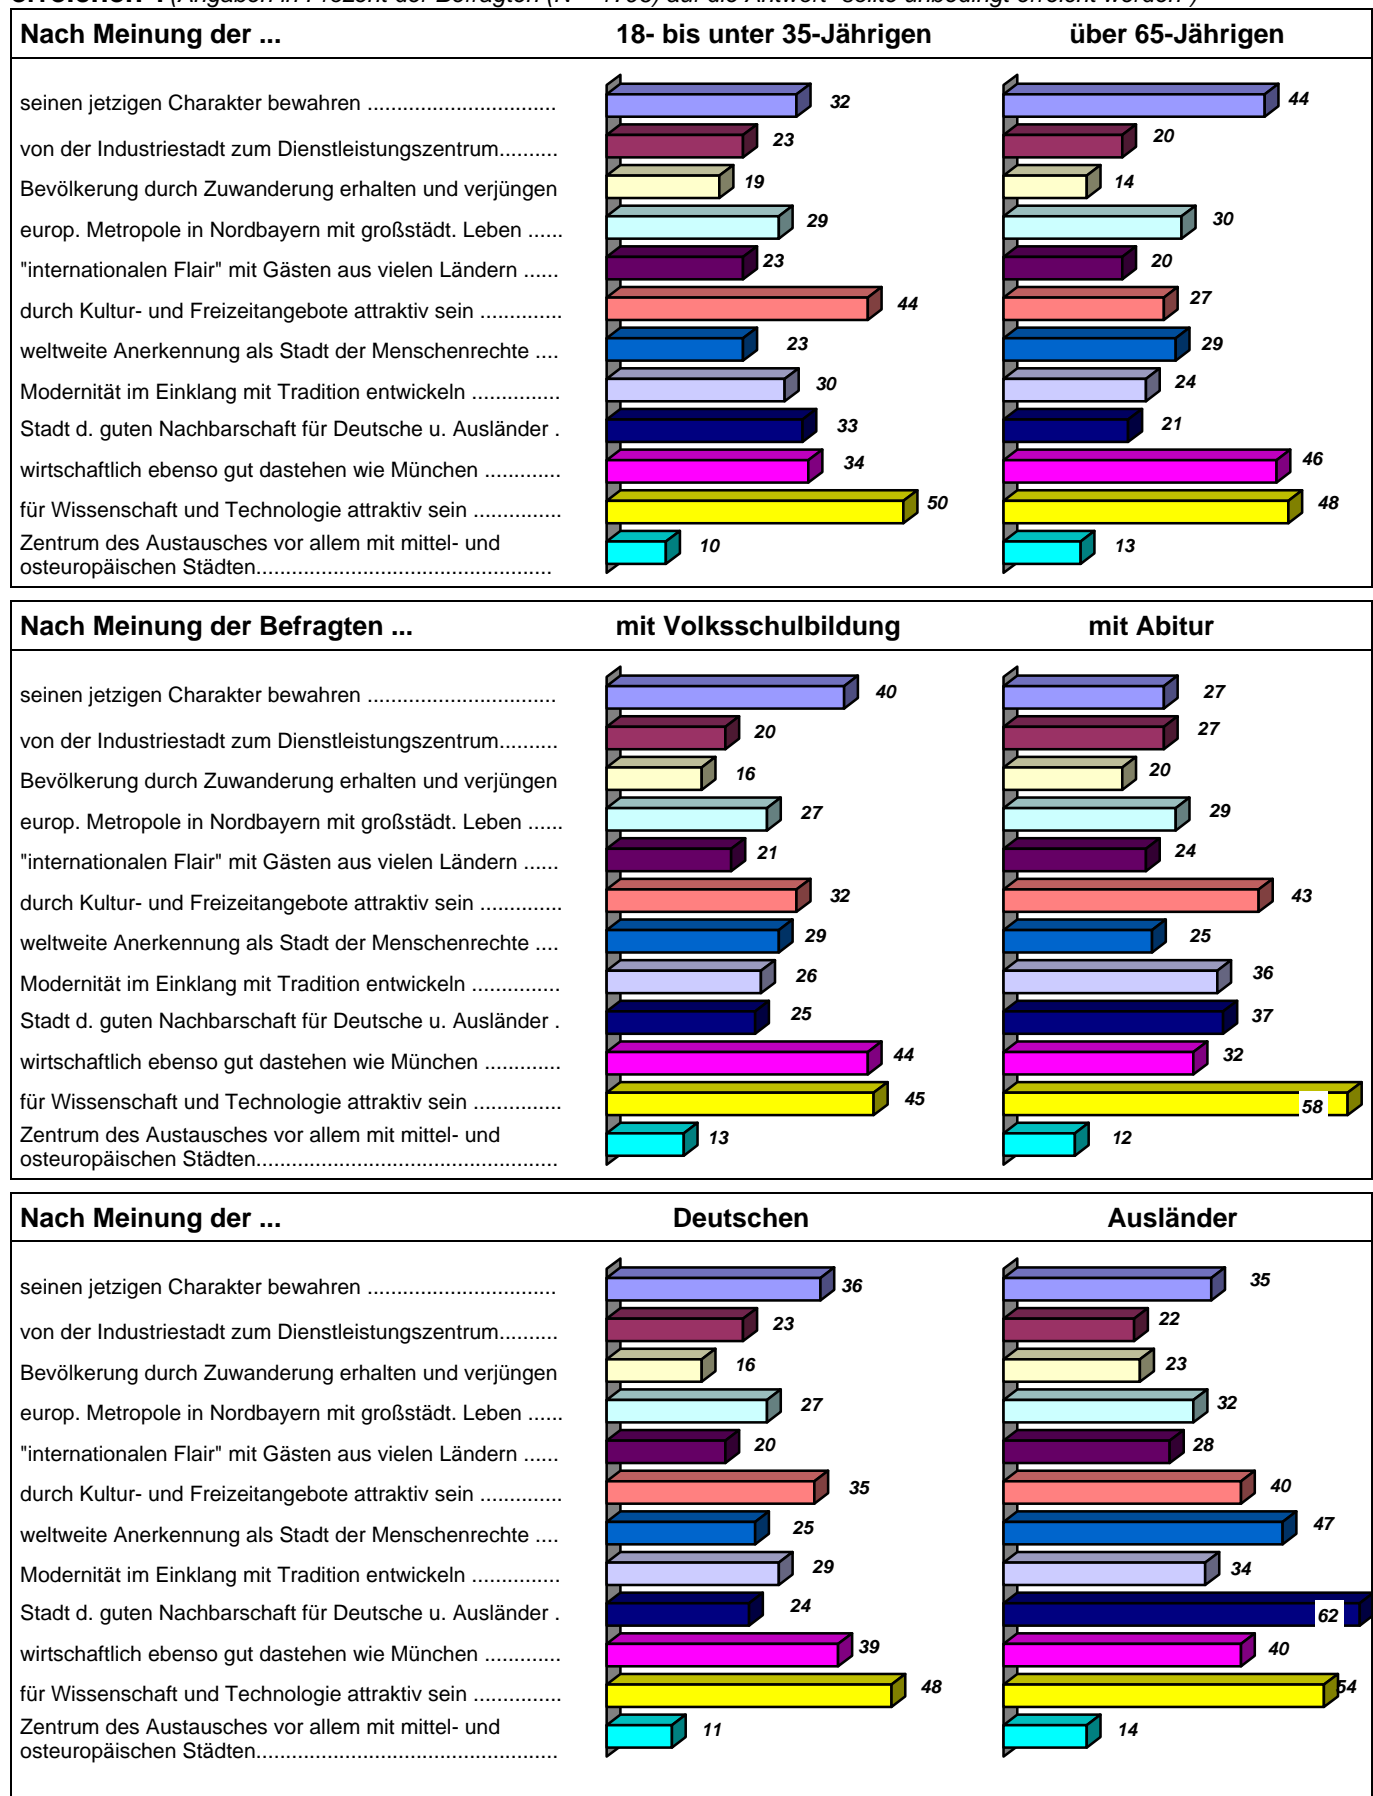 Nach Meinung der ... 18- bis unter 35-Jährigen über 65-Jährigen
seinen jetzigen Charakter bewahren ................................ 32 44
von der Industriestadt zum Dienstleistungszentrum.......... 23 20
Bevölkerung durch Zuwanderung erhalten und verjüngen 19 14
europ. Metropole in Nordbayern mit großstädt. Leben ...... 29 30
"internationalen Flair" mit Gästen aus vielen Ländern ...... 23 20
durch Kultur- und Freizeitangebote attraktiv sein .............. 44 27
weltweite Anerkennung als Stadt der Menschenrechte .... 23 29
Modernität im Einklang mit Tradition entwickeln ............... 30 24
Stadt d. guten Nachbarschaft für Deutsche u. Ausländer . 33 21
wirtschaftlich ebenso gut dastehen wie München ............. 34 46
für Wissenschaft und Technologie attraktiv sein ............... 50 48
Zentrum des Austausches vor allem mit mittel- und
osteuropäischen Städten.................................................. 10 13
Nach Meinung der Befragten ... mit Volksschulbildung mit Abitur
seinen jetzigen Charakter bewahren ................................ 40 27
von der Industriestadt zum Dienstleistungszentrum.......... 20 27
Bevölkerung durch Zuwanderung erhalten und verjüngen 16 20
europ. Metropole in Nordbayern mit großstädt. Leben ...... 27 29
"internationalen Flair" mit Gästen aus vielen Ländern ...... 21 24
durch Kultur- und Freizeitangebote attraktiv sein .............. 32 43
weltweite Anerkennung als Stadt der Menschenrechte .... 29 25
Modernität im Einklang mit Tradition entwickeln ............... 26 36
Stadt d. guten Nachbarschaft für Deutsche u. Ausländer . 25 37
wirtschaftlich ebenso gut dastehen wie München ............. 44 32
für Wissenschaft und Technologie attraktiv sein ............... 45 58
Zentrum des Austausches vor allem mit mittel- und
osteuropäischen Städten................................................... 13 12
Nach Meinung der ... Deutschen Ausländer
seinen jetzigen Charakter bewahren ................................ 36 35
von der Industriestadt zum Dienstleistungszentrum.......... 23 22
Bevölkerung durch Zuwanderung erhalten und verjüngen 16 23
europ. Metropole in Nordbayern mit großstädt. Leben ...... 27 32
"internationalen Flair" mit Gästen aus vielen Ländern ...... 20 28
durch Kultur- und Freizeitangebote attraktiv sein .............. 35 40
weltweite Anerkennung als Stadt der Menschenrechte .... 25 47
Modernität im Einklang mit Tradition entwickeln ............... 29 34
Stadt d. guten Nachbarschaft für Deutsche u. Ausländer . 24 62
wirtschaftlich ebenso gut dastehen wie München ............. 39 40
für Wissenschaft und Technologie attraktiv sein ............... 48 54
Zentrum des Austausches vor allem mit mittel- und
osteuropäischen Städten................................................... 11 14